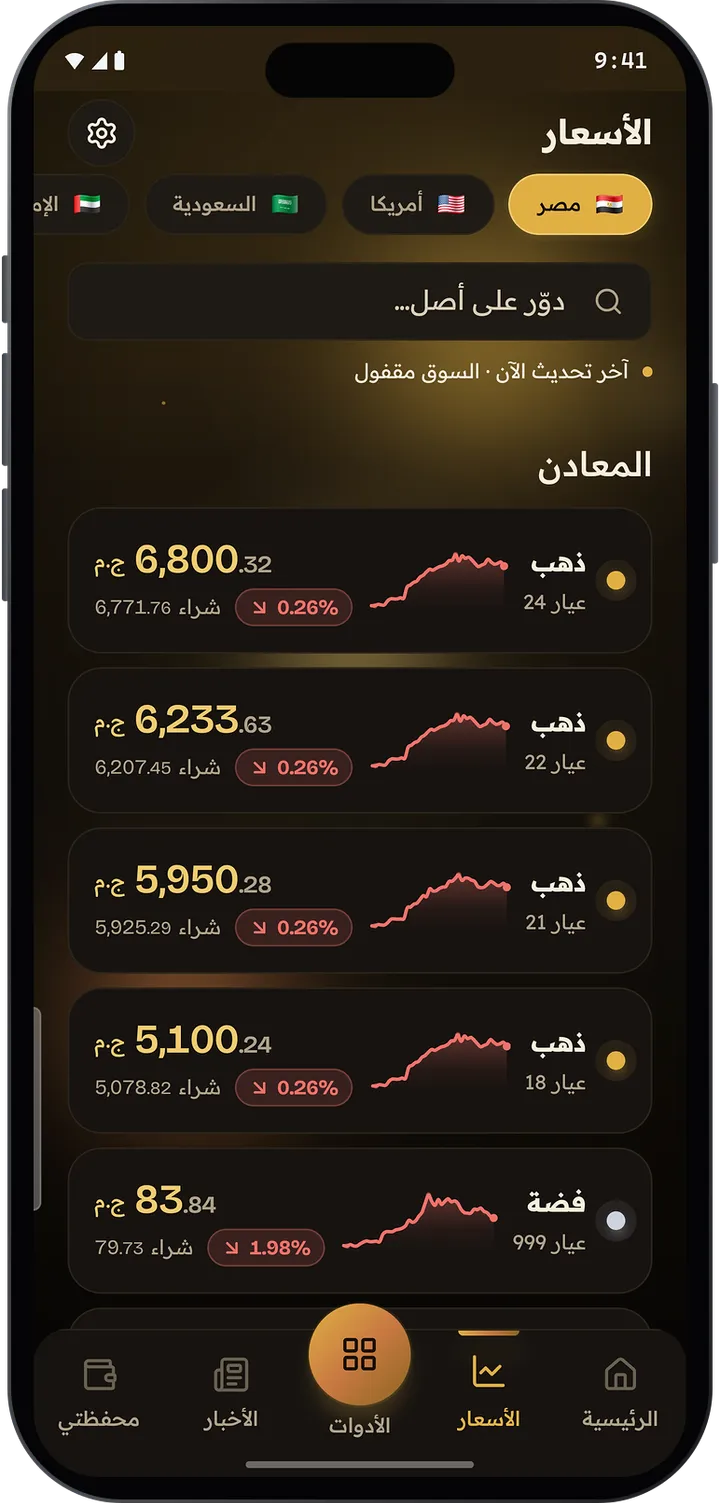 9:41
الأسعار
🇪🇬 مصر
🇺🇸 أمريكا
🇸🇦 السعودية
🇦🇪 الإم
دوّر على أصل...
آخر تحديث الآن · السوق مقفول
المعادن
ذهب
6,800.32 ج.م
عيار 24
0.26%
شراء 6,771.76
ذهب
6,233.63 ج.م
عيار 22
0.26%
شراء 6,207.45
ذهب
5,950.28 ج.م
عيار 21
0.26%
شراء 5,925.29
ذهب
5,100.24 ج.م
عيار 18
0.26%
شراء 5,078.82
فضة
83.84 ج.م
عيار 999
1.98%
شراء 79.73
الرئيسية
الأسعار
الأدوات
الأخبار
محفظتي